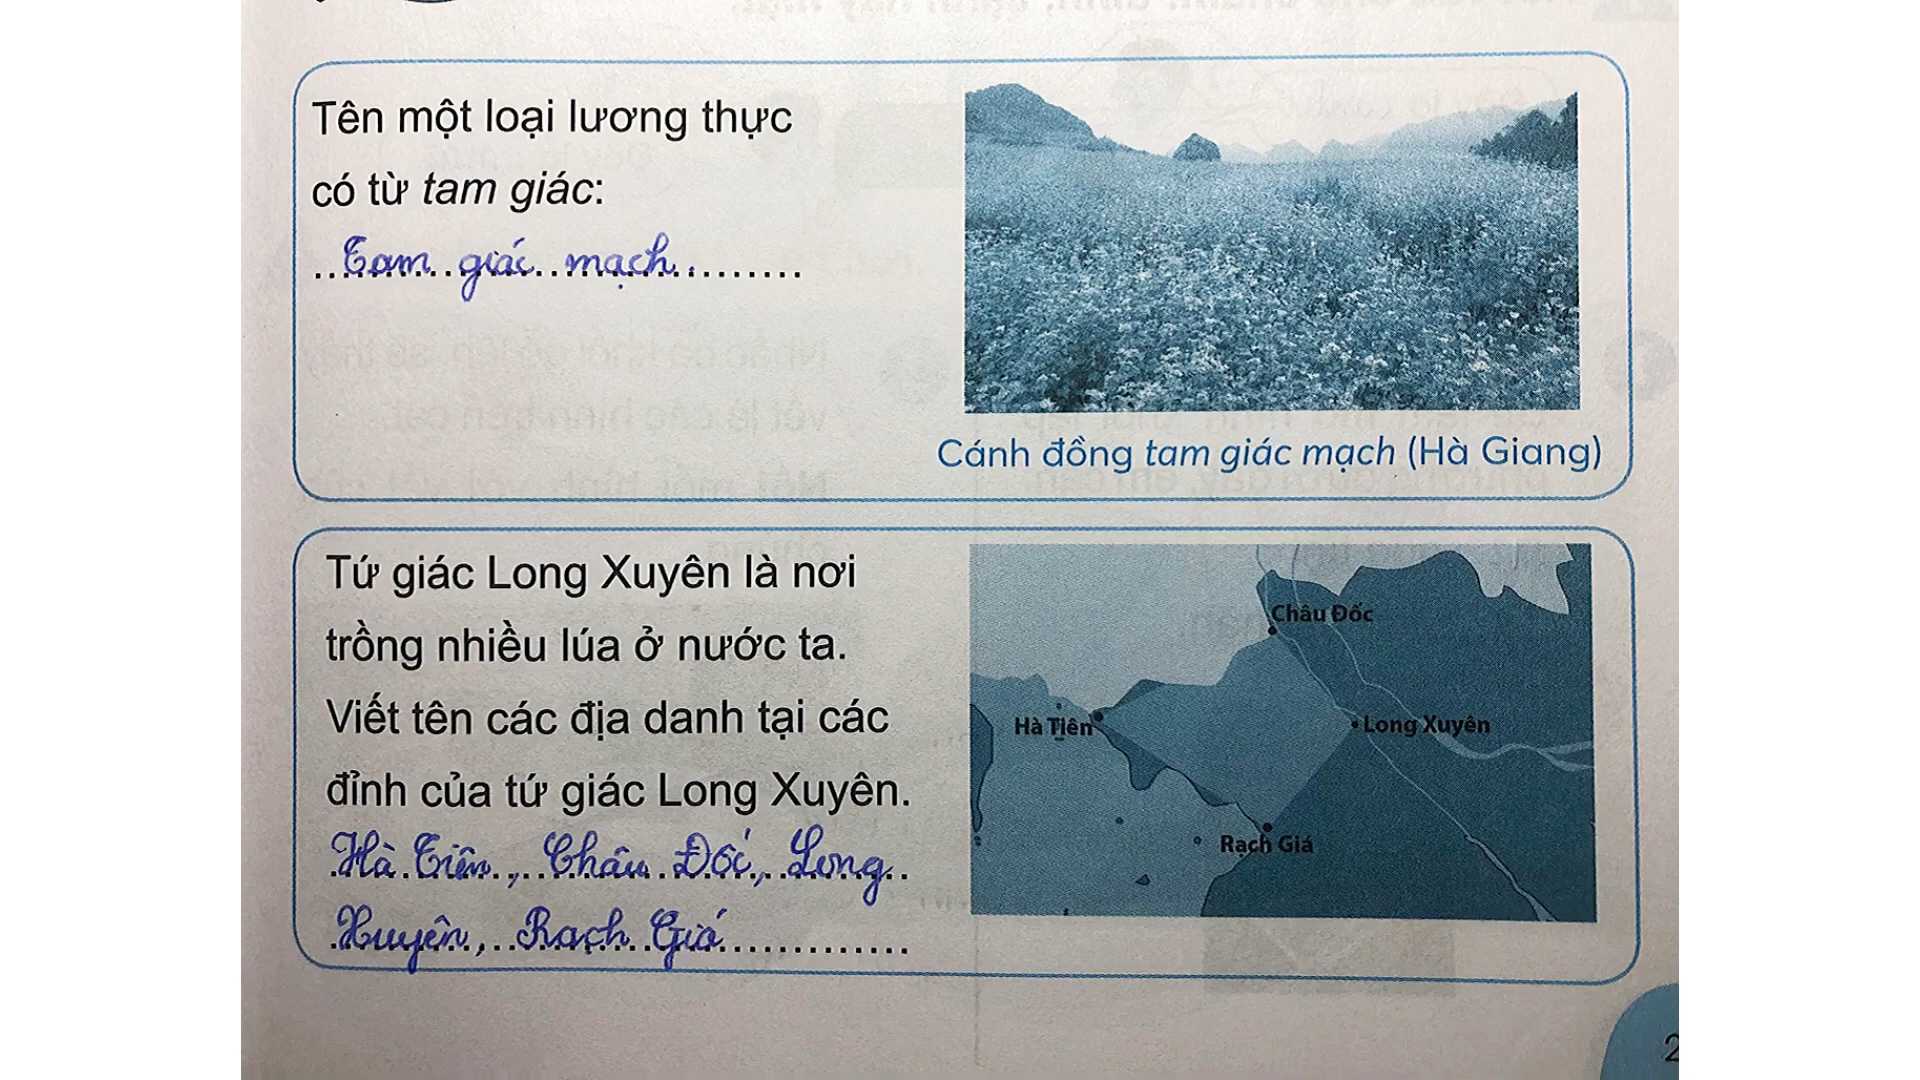 Tên một loại lương thực
có từ tam giác:
Tam giác mạch
Cánh đồng tam giác mạch (Hà Giang)
Tứ giác Long Xuyên là nơi
trồng nhiều lúa ở nước ta.
Viết tên các địa danh tại các
đỉnh của tứ giác Long Xuyên.
Hà Tiên, Châu Đốc, Long
Xuyên, Rạch Giá
Châu Đốc
Hà Tiên
Long Xuyên
Rạch Giá
2